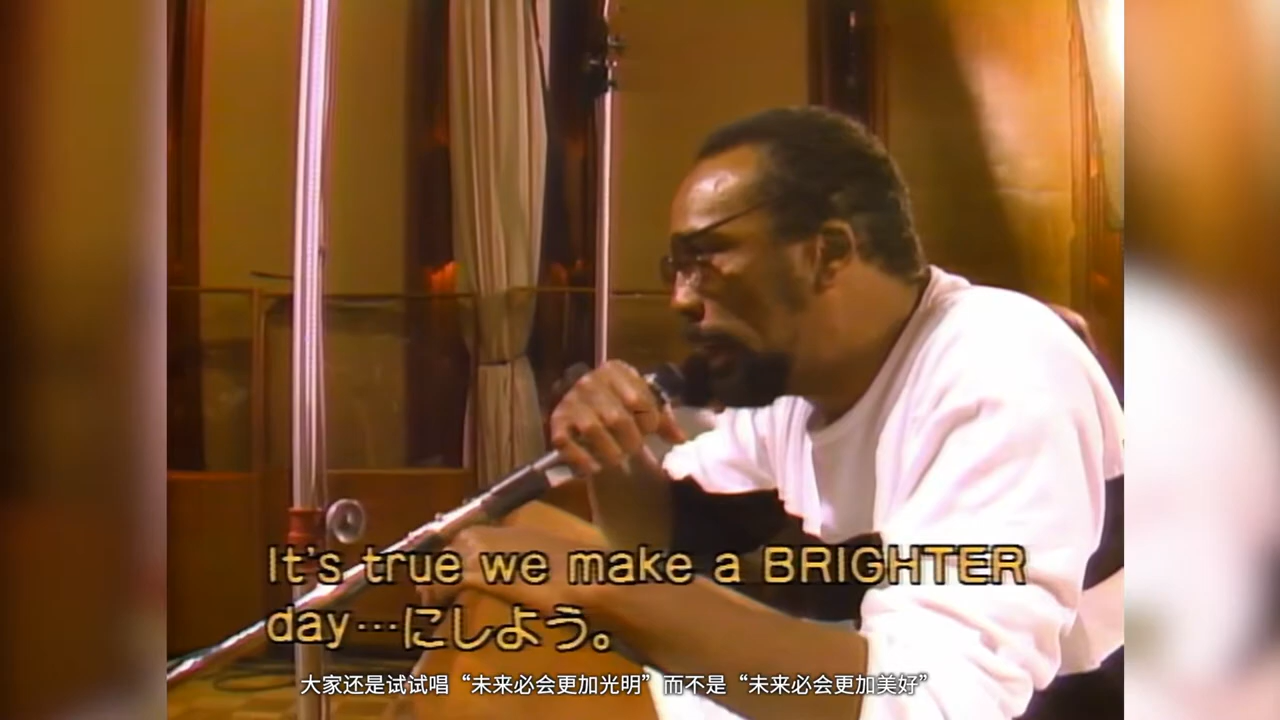 It's true we make a BRIGHTER
day…にしよう。
大家还是试试唱“未来必会更加光明”而不是“未来必会更加美好”